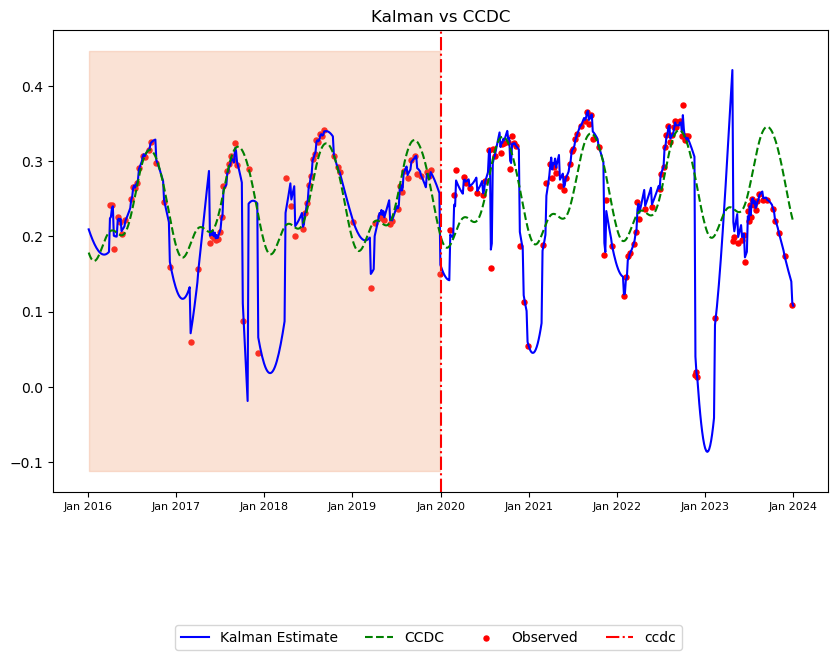 Kalman vs CCDC
0.4
0.3
0.2
0.1
0.0
−0.1
Jan 2016 Jan 2017 Jan 2018 Jan 2019 Jan 2020 Jan 2021 Jan 2022 Jan 2023 Jan 2024
Kalman Estimate CCDC Observed ccdc